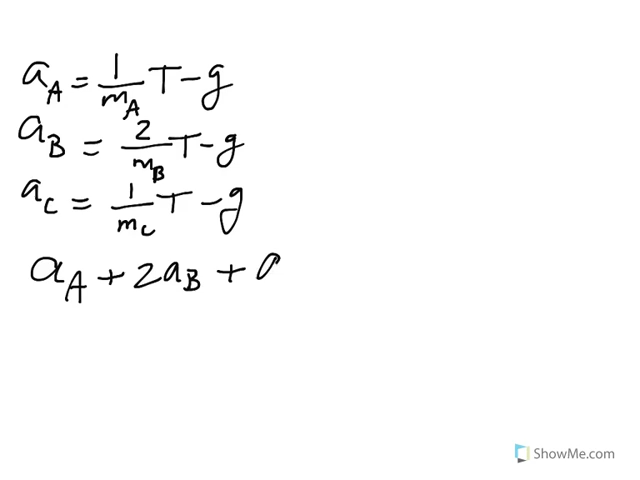 a_A = 1/m_A T - g
a_B = 2/m_B T - g
a_C = 1/m_C T - g
a_A + 2a_B +
ShowMe.com